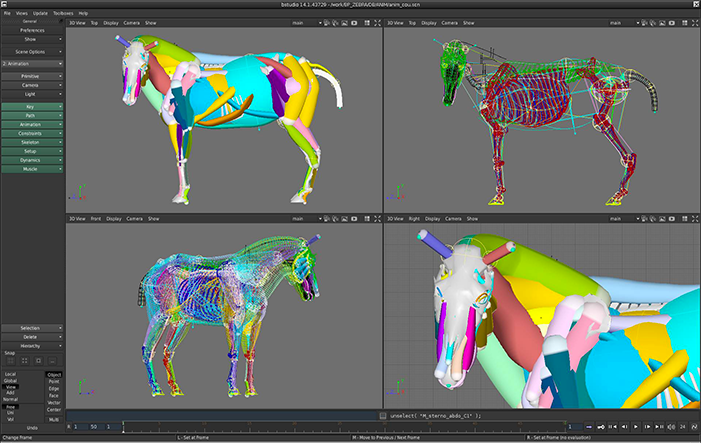 bstudio 14.1.43729 - /work/BF_ZEBRA/DB/ANIM/anim_cou.scn
File Views Update Toolboxes Help
General
Preferences
Show
Scene Options
2. Animation
Primitive
Camera
Light
Key
Path
Animation
Constraints
Skeleton
Setup
Dynamics
Muscle
3D View Top Display Camera Show main
3D View Display Camera Show main
3D View Front Display Camera Show main
3D View Right Display Camera Show main
Selection
Delete
Hierarchy
Snap
Local Object
Global Point
View Edge
Add Face
Normal Vector
Free Center
Uni
Vol Multi
Undo
unselect( "M_sterno_abdo_C1" );
R 1 50 1 1 24
Change Frame L - Set at Frame M - Move to Previous / Next Frame R - Set at Frame (no evaluation)